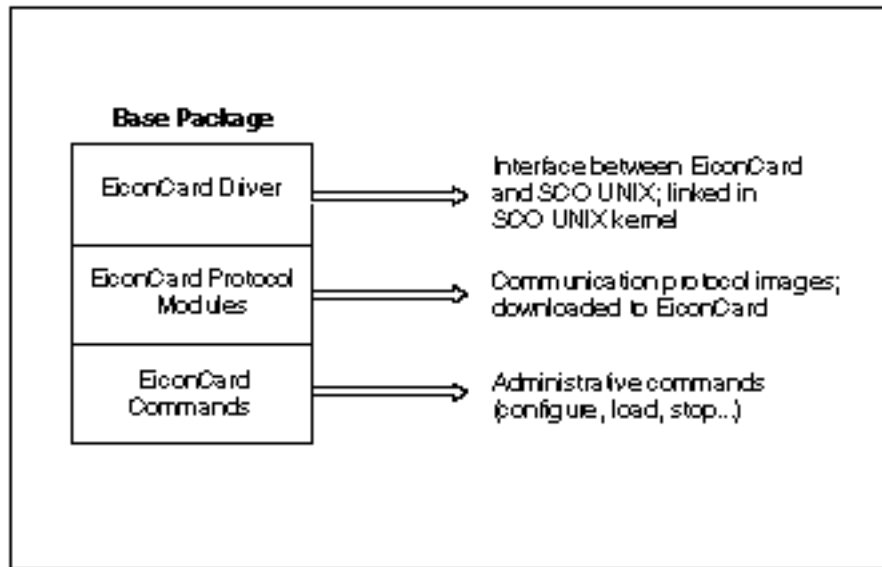 Base Package
EiconCard Driver
Interface between EiconCard
and SCO UNIX; linked in
SCO UNIX kernel
EiconCard Protocol
Modules
Communication protocol images;
downloaded to EiconCard
EiconCard
Commands
Administrative commands
(configure, load, stop...)